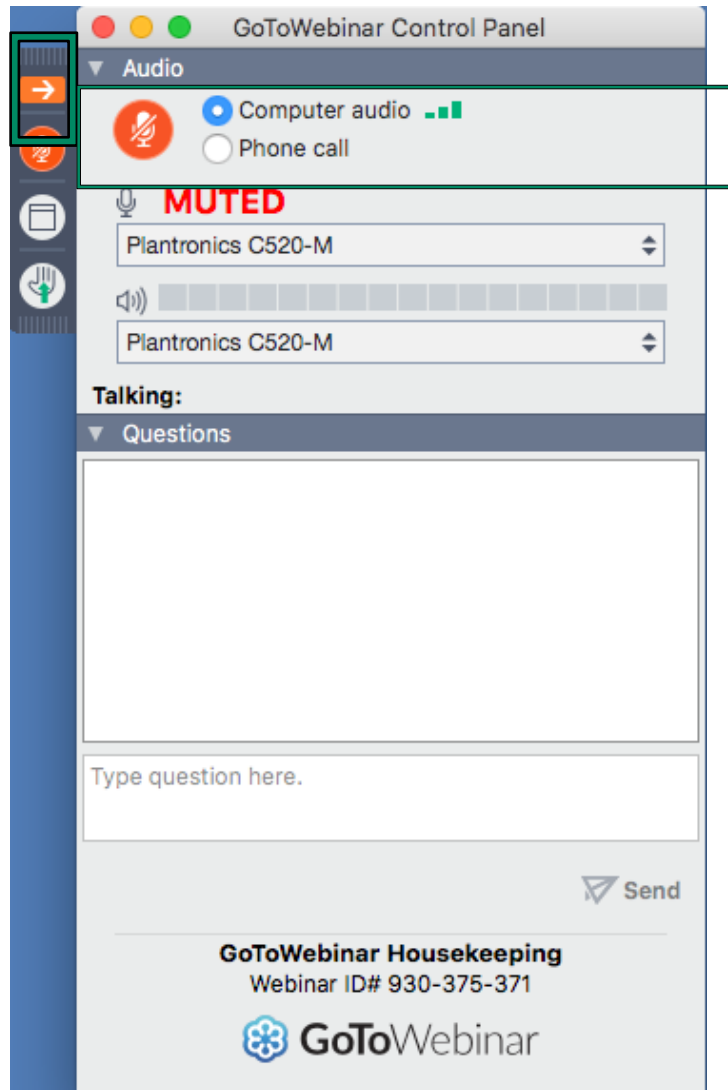 GoToWebinar Control Panel
Audio
Computer audio
Phone call
MUTED
Plantronics C520-M
Plantronics C520-M
Talking:
Questions
Type question here.
Send
GoToWebinar Housekeeping
Webinar ID# 930-375-371
GoToWebinar